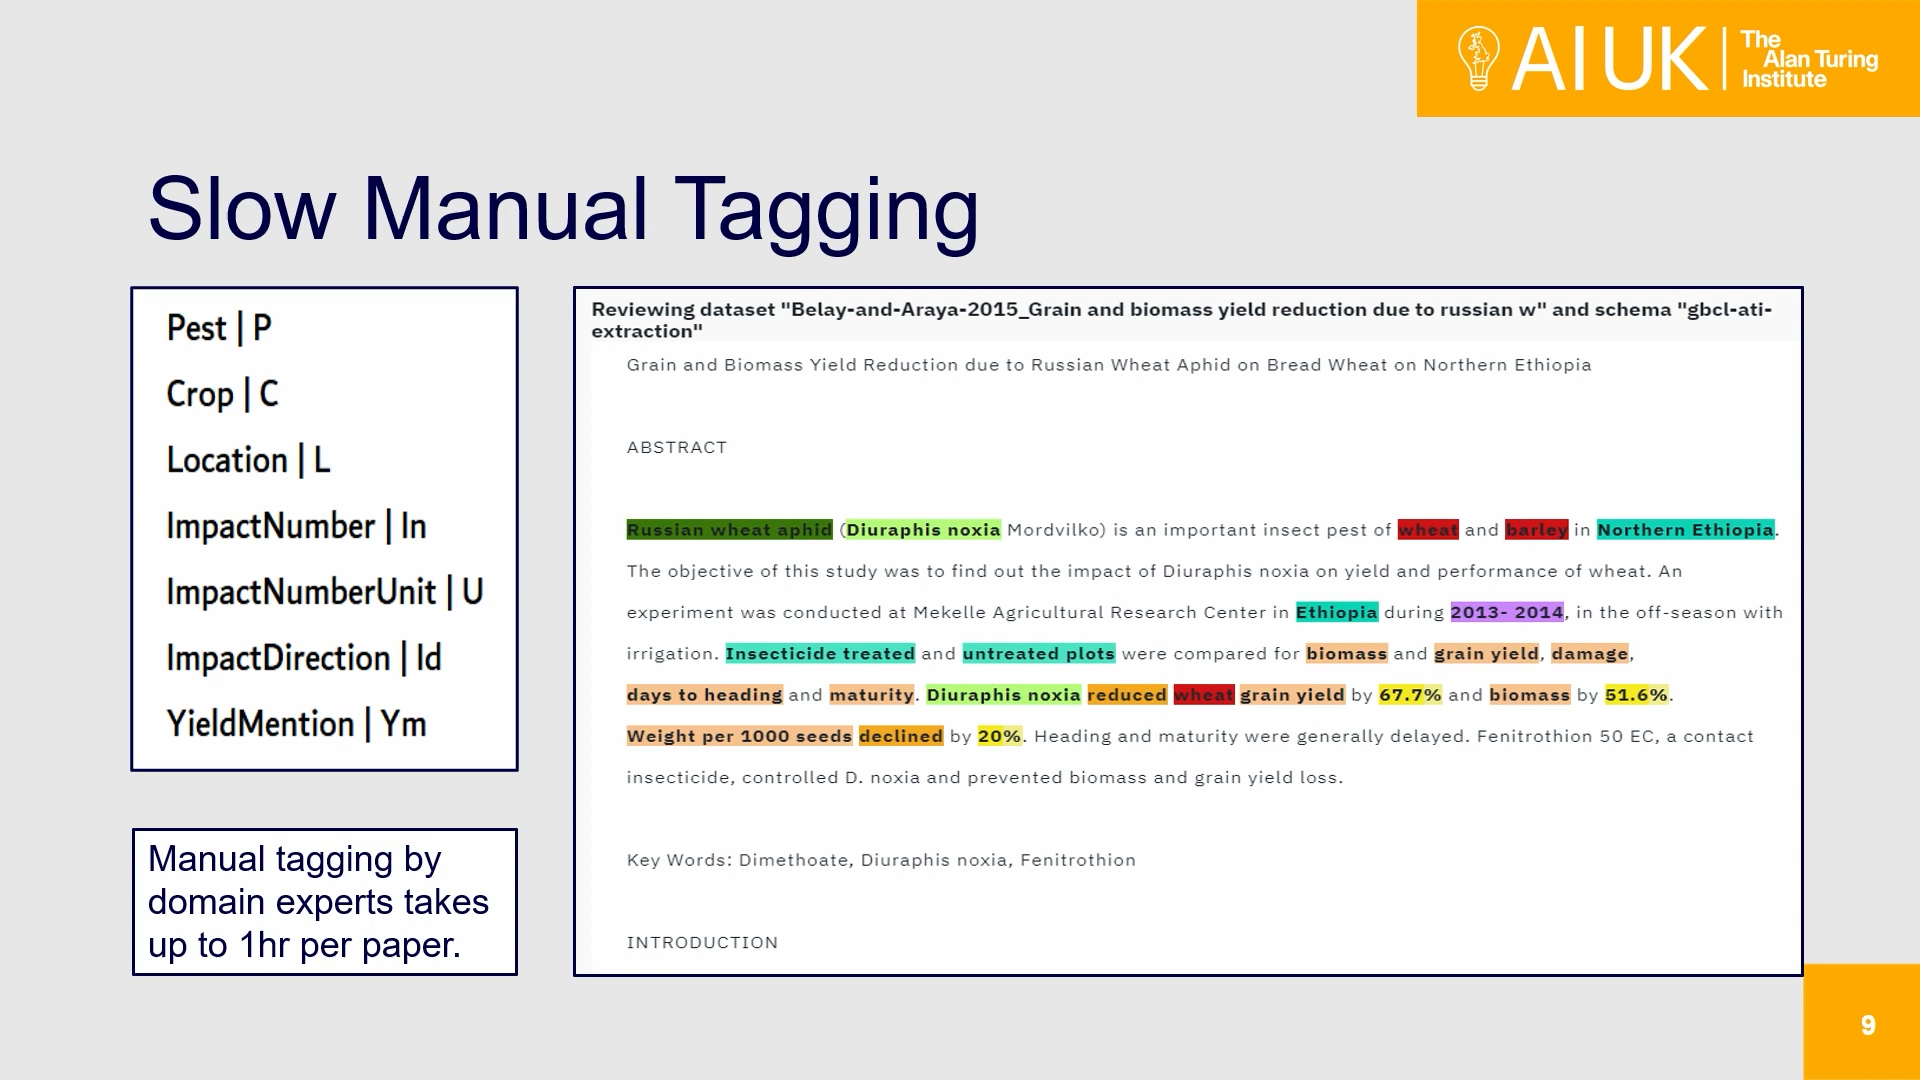 AI UK
The
Alan Turing
Institute
Slow Manual Tagging
Pest | P
Crop | C
Location | L
ImpactNumber | In
ImpactNumberUnit | U
ImpactDirection | Id
YieldMention | Ym
Manual tagging by
domain experts takes
up to 1hr per paper.
Reviewing dataset "Belay-and-Araya-2015_Grain and biomass yield reduction due to russian w" and schema "gbcl-ati-
extraction"
Grain and Biomass Yield Reduction due to Russian Wheat Aphid on Bread Wheat on Northern Ethiopia
ABSTRACT
Russian wheat aphid (Diuraphis noxia Mordvilko) is an important insect pest of wheat and barley in Northern Ethiopia.
The objective of this study was to find out the impact of Diuraphis noxia on yield and performance of wheat. An
experiment was conducted at Mekelle Agricultural Research Center in Ethiopia during 2013- 2014, in the off-season with
irrigation. Insecticide treated and untreated plots were compared for biomass and grain yield, damage,
days to heading and maturity. Diuraphis noxia reduced wheat grain yield by 67.7% and biomass by 51.6%.
Weight per 1000 seeds declined by 20%. Heading and maturity were generally delayed. Fenitrothion 50 EC, a contact
insecticide, controlled D. noxia and prevented biomass and grain yield loss.
Key Words: Dimethoate, Diuraphis noxia, Fenitrothion
INTRODUCTION
9